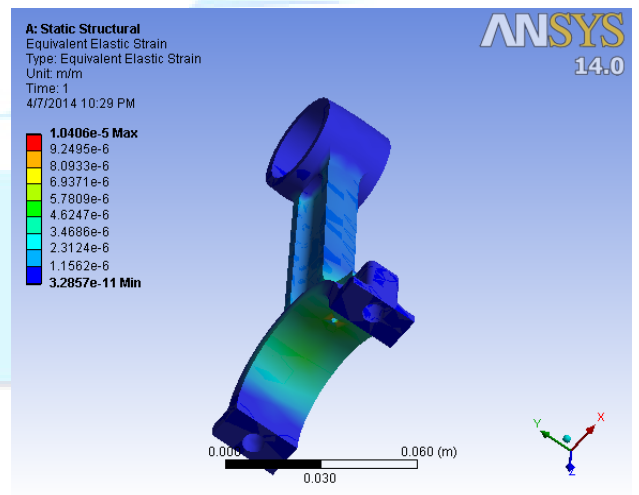 A: Static Structural
Equivalent Elastic Strain
Type: Equivalent Elastic Strain
Unit: m/m
Time: 1
4/7/2014 10:29 PM
ANSYS
14.0
1.0406e-5 Max
9.2495e-6
8.0933e-6
6.9371e-6
5.7809e-6
4.6247e-6
3.4686e-6
2.3124e-6
1.1562e-6
3.2857e-11 Min
0.000
0.060 (m)
0.030
Y
X
Z